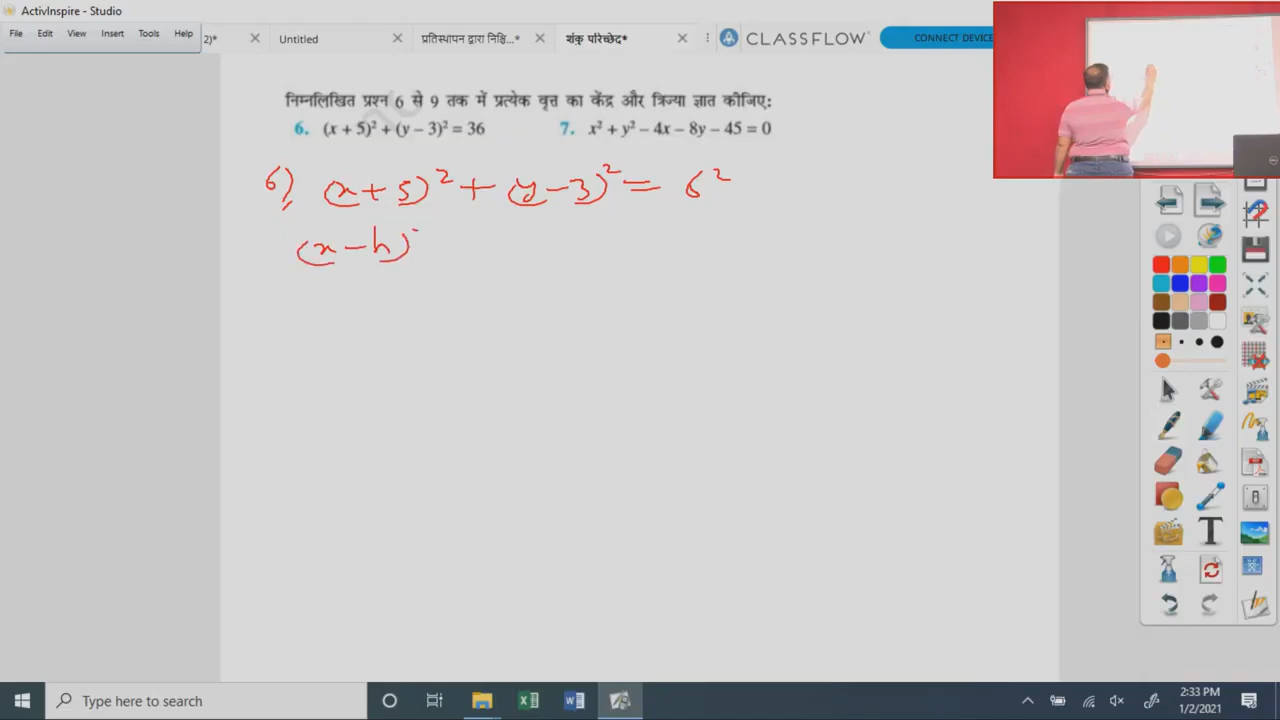 ActivInspire - Studio
File Edit View Insert Tools Help
2)* Untitled प्रतिस्थापन द्वारा निश्चि...* शंकु परिच्छेद* CLASSFLOW CONNECT DEVICE
निम्नलिखित प्रश्न 6 से 9 तक में प्रत्येक वृत्त का केंद्र और त्रिज्या ज्ञात कीजिए:
6. (x + 5)² + (y – 3)² = 36 7. x² + y² – 4x – 8y – 45 = 0
6) (x + 5)² + (y – 3)² = 6²
(x – h)
Type here to search
2:33 PM
1/2/2021